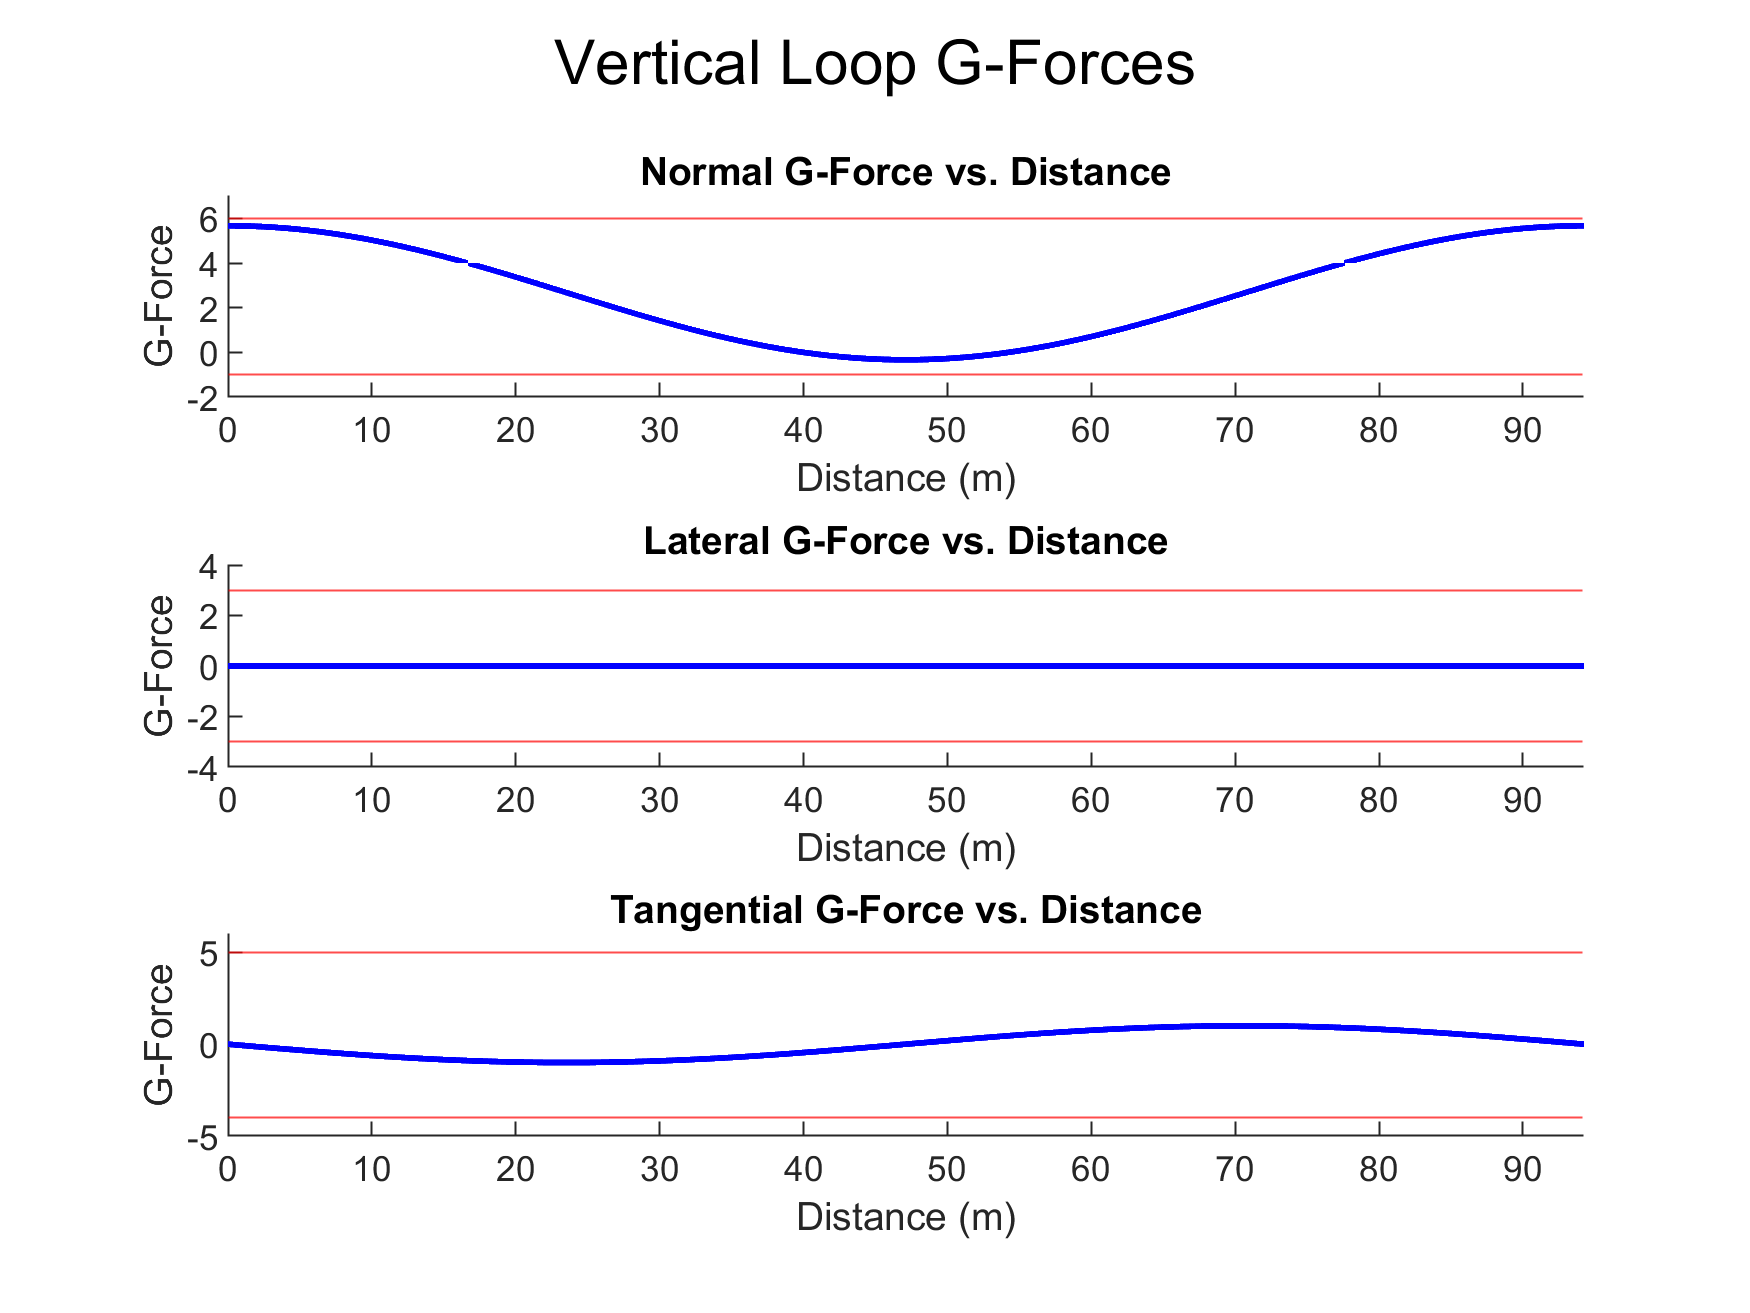 Vertical Loop G-Forces
Normal G-Force vs. Distance
G-Force
6
4
2
0
-2
0 10 20 30 40 50 60 70 80 90
Distance (m)
Lateral G-Force vs. Distance
G-Force
4
2
0
-2
-4
0 10 20 30 40 50 60 70 80 90
Distance (m)
Tangential G-Force vs. Distance
G-Force
5
0
-5
0 10 20 30 40 50 60 70 80 90
Distance (m)